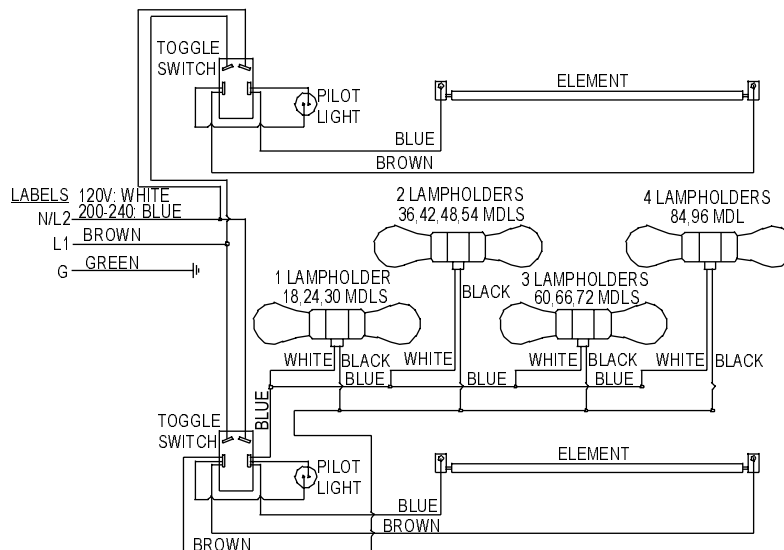 TOGGLE
SWITCH
PILOT
LIGHT
ELEMENT
BLUE
BROWN
LABELS 120V: WHITE
N/L2 200-240: BLUE
L1 BROWN
G GREEN
2 LAMPHOLDERS
36,42,48,54 MDLS
4 LAMPHOLDERS
84,96 MDL
1 LAMPHOLDER
18,24,30 MDLS
BLACK
3 LAMPHOLDERS
60,66,72 MDLS
WHITE BLACK WHITE WHITE BLACK WHITE BLACK
BLUE BLUE BLUE
BLUE
TOGGLE
SWITCH
PILOT
LIGHT
ELEMENT
BLUE
BROWN
BROWN